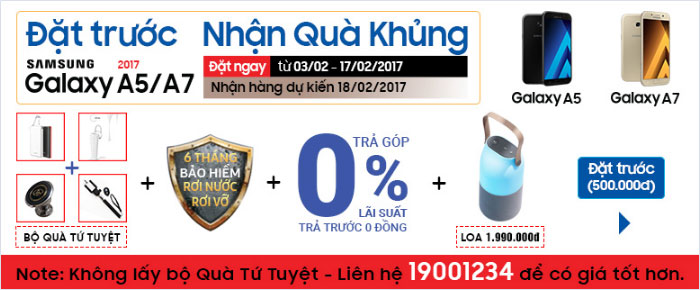 Đặt trước Nhận Quà Khủng
SAMSUNG 2017
Galaxy A5/A7
Đặt ngay từ 03/02 - 17/02/2017
Nhận hàng dự kiến 18/02/2017
Galaxy A5
Galaxy A7
6 THÁNG
BẢO HIỂM
RƠI NƯỚC
RƠI VỠ
TRẢ GÓP
0%
LÃI SUẤT
TRẢ TRƯỚC 0 ĐỒNG
Đặt trước
(500.000đ)
BỘ QUÀ TỨ TUYỆT
LOA 1.990.000đ
Note: Không lấy bộ Quà Tứ Tuyệt - Liên hệ 19001234 để có giá tốt hơn.